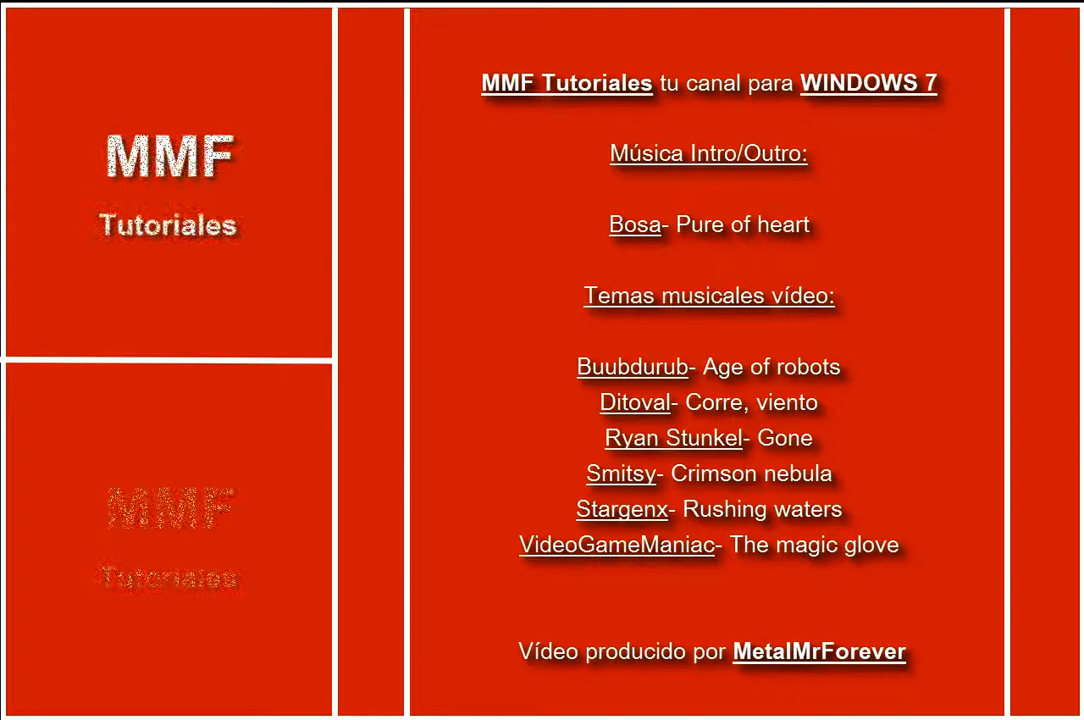 MMF
Tutoriales
MMF
Tutoriales
MMF Tutoriales tu canal para WINDOWS 7
Música Intro/Outro:
Bosa- Pure of heart
Temas musicales vídeo:
Buubdurub- Age of robots
Ditoval- Corre, viento
Ryan Stunkel- Gone
Smitsy- Crimson nebula
Stargenx- Rushing waters
VideoGameManiac- The magic glove
Vídeo producido por MetalMrForever